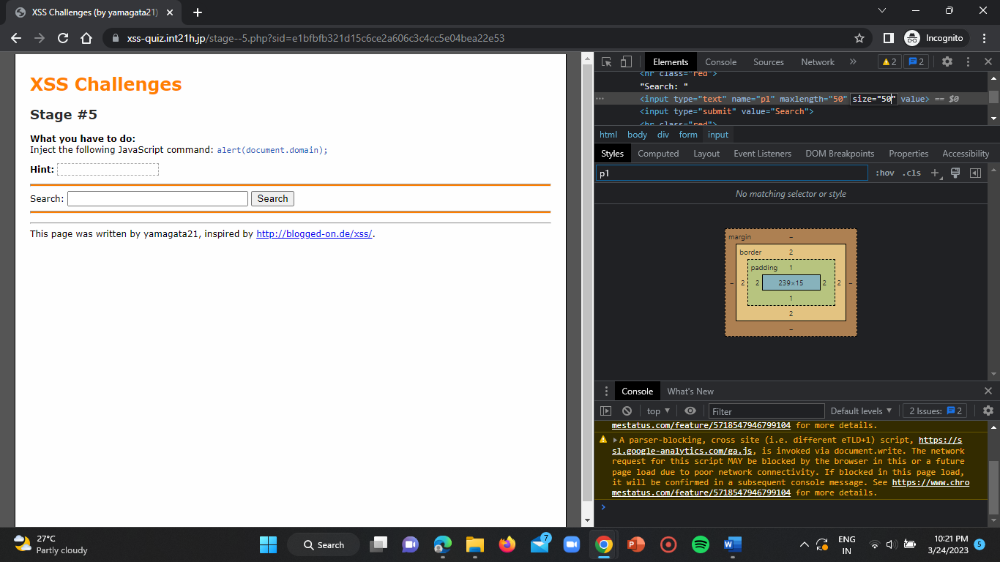 XSS Challenges (by yamagata21)
xss-quiz.int21h.jp/stage--5.php?sid=e1bfbfb321d15c6ce2a606c3c4cc5e04bea22e53
Incognito
XSS Challenges
Stage #5
What you have to do:
Inject the following JavaScript command: alert(document.domain);
Hint:
Search: Search
This page was written by yamagata21, inspired by http://blogged-on.de/xss/.
Elements Console Sources Network » 2 2
<hr class="red">
"Search: "
<input type="text" name="p1" maxlength="50" size="50" value> == $0
<input type="submit" value="Search">
<hr class="red">
html body div form input
Styles Computed Layout Event Listeners DOM Breakpoints Properties Accessibility
p1 :hov .cls
No matching selector or style
margin –
border 2
padding 1
– 2 2 239×15 2 2 –
1
2
–
Console What's New
top Filter Default levels 2 Issues: 2
mestatus.com/feature/5718547946799104 for more details.
A parser-blocking, cross site (i.e. different eTLD+1) script, https://s
sl.google-analytics.com/ga.js, is invoked via document.write. The network
request for this script MAY be blocked by the browser in this or a future
page load due to poor network connectivity. If blocked in this page load,
it will be confirmed in a subsequent console message. See https://www.chro
mestatus.com/feature/5718547946799104 for more details.
27°C
Partly cloudy
Search
7
ENG
IN
10:21 PM
3/24/2023
5